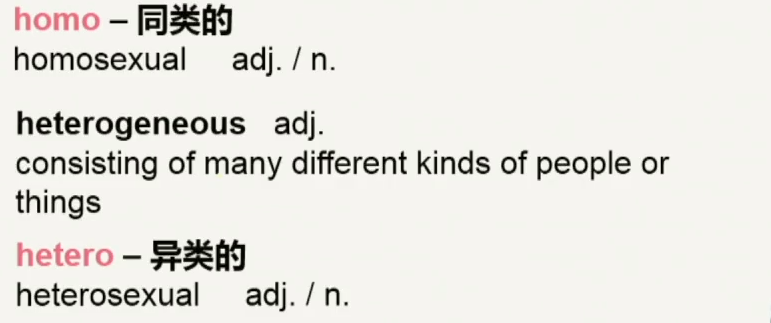 homo – 同类的
homosexual adj. / n.
heterogeneous adj.
consisting of many different kinds of people or
things
hetero – 异类的
heterosexual adj. / n.